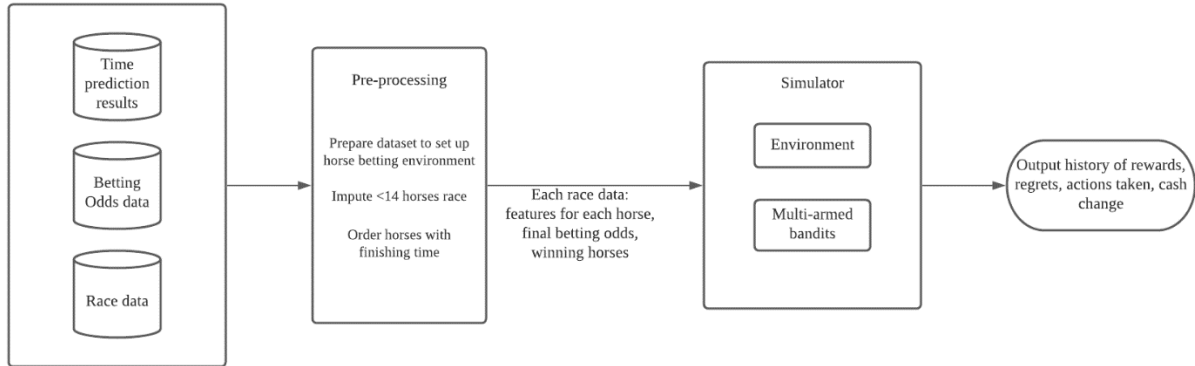 Time
prediction
results
Betting
Odds data
Race data
Pre-processing
Prepare dataset to set up
horse betting environment
Impute <14 horses race
Order horses with
finishing time
Each race data:
features for each horse,
final betting odds,
winning horses
Simulator
Environment
Multi-armed
bandits
Output history of rewards,
regrets, actions taken, cash
change